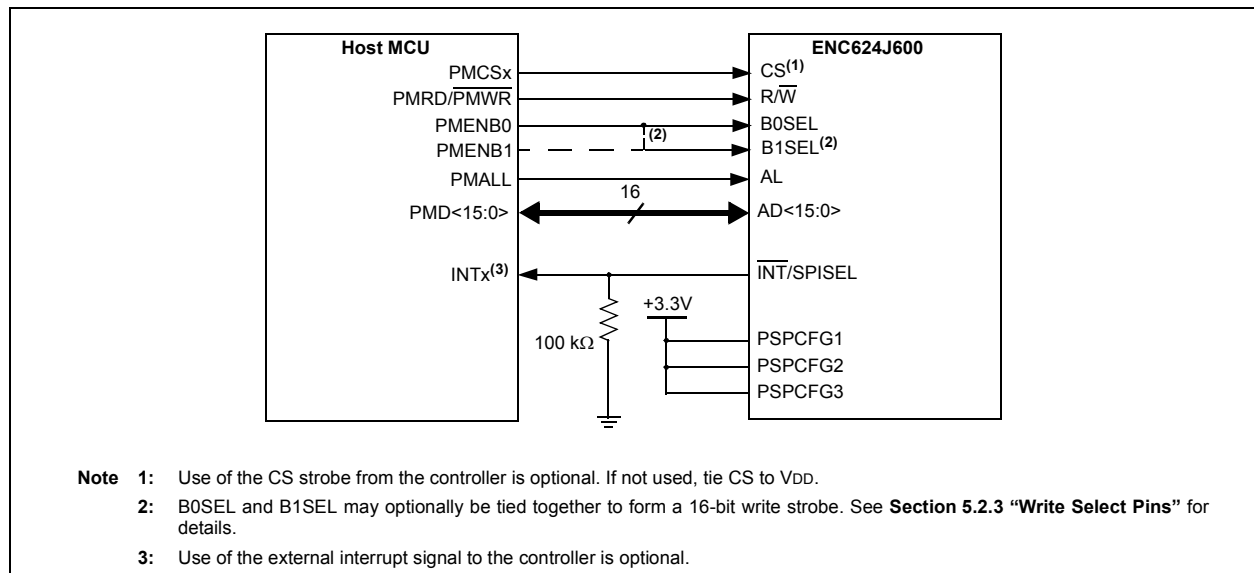 Host MCU
ENC624J600
PMCSx
CS(1)
PMRD/PMWR
R/W
PMENB0
B0SEL
(2)
PMENB1
B1SEL(2)
PMALL
AL
16
PMD<15:0>
AD<15:0>
INTx(3)
INT/SPISEL
+3.3V
100 kΩ
PSPCFG1
PSPCFG2
PSPCFG3
Note 1: Use of the CS strobe from the controller is optional. If not used, tie CS to VDD.
2: B0SEL and B1SEL may optionally be tied together to form a 16-bit write strobe. See Section 5.2.3 “Write Select Pins” for
details.
3: Use of the external interrupt signal to the controller is optional.